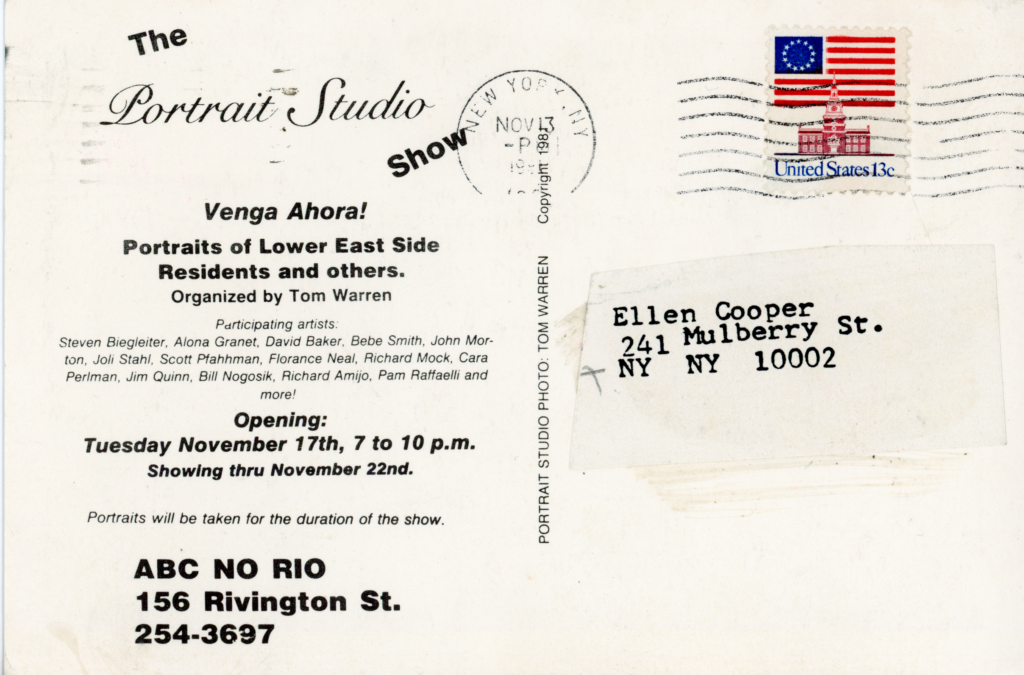 The
Portrait Studio
Show
Venga Ahora!
Portraits of Lower East Side
Residents and others.
Organized by Tom Warren
Participating artists:
Steven Biegleiter, Alona Granet, David Baker, Bebe Smith, John Mor-
ton, Joli Stahl, Scott Pfahhman, Florance Neal, Richard Mock, Cara
Perlman, Jim Quinn, Bill Nogosik, Richard Amijo, Pam Raffaelli and
more!
Opening:
Tuesday November 17th, 7 to 10 p.m.
Showing thru November 22nd.
Portraits will be taken for the duration of the show.
ABC NO RIO
156 Rivington St.
254-3697
PORTRAIT STUDIO PHOTO: TOM WARREN Copyright 1981
NEW YORK, NY
NOV 13
PM
United States 13c
Ellen Cooper
241 Mulberry St.
NY NY 10002